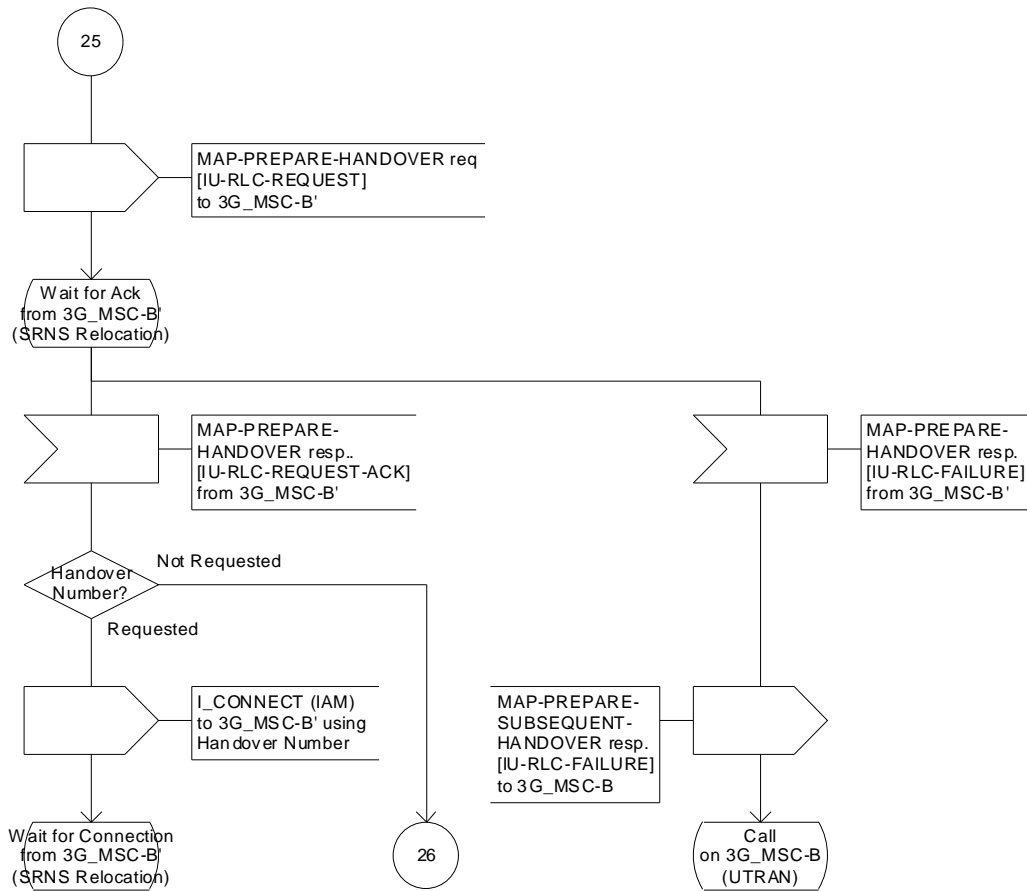 25
MAP-PREPARE-HANDOVER req
[IU-RLC-REQUEST]
to 3G_MSC-B'
Wait for Ack
from 3G_MSC-B'
(SRNS Relocation)
MAP-PREPARE-
HANDOVER resp..
[IU-RLC-REQUEST-ACK]
from 3G_MSC-B'
MAP-PREPARE-
HANDOVER resp.
[IU-RLC-FAILURE]
from 3G_MSC-B'
Handover
Number?
Not Requested
Requested
I_CONNECT (IAM)
to 3G_MSC-B' using
Handover Number
MAP-PREPARE-
SUBSEQUENT-
HANDOVER resp.
[IU-RLC-FAILURE]
to 3G_MSC-B
Wait for Connection
from 3G_MSC-B'
(SRNS Relocation)
26
Call
on 3G_MSC-B
(UTRAN)